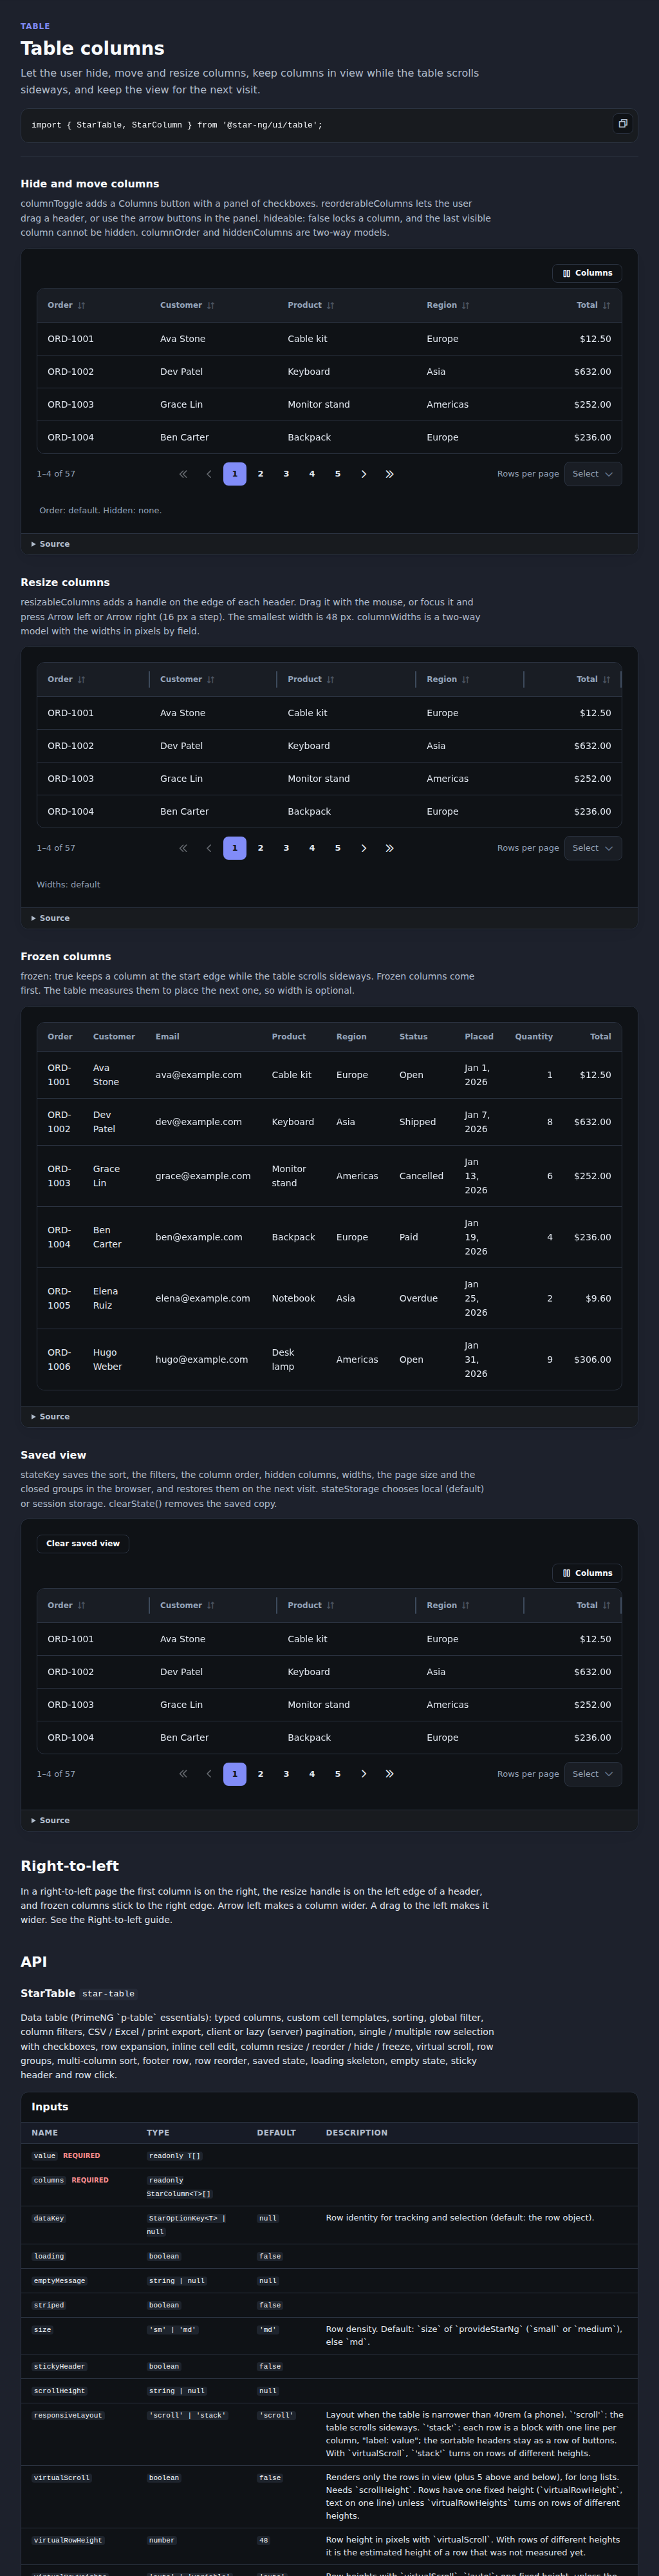 TABLE
Table columns
Let the user hide, move and resize columns, keep columns in view while the table scrolls
sideways, and keep the view for the next visit.
import { StarTable, StarColumn } from '@star-ng/ui/table';
Hide and move columns
columnToggle adds a Columns button with a panel of checkboxes. reorderableColumns lets the user
drag a header, or use the arrow buttons in the panel. hideable: false locks a column, and the last visible
column cannot be hidden. columnOrder and hiddenColumns are two-way models.
Columns
Order Customer Product Region Total
ORD-1001 Ava Stone Cable kit Europe $12.50
ORD-1002 Dev Patel Keyboard Asia $632.00
ORD-1003 Grace Lin Monitor stand Americas $252.00
ORD-1004 Ben Carter Backpack Europe $236.00
1–4 of 57 1 2 3 4 5 Rows per page Select
Order: default. Hidden: none.
Source
Resize columns
resizableColumns adds a handle on the edge of each header. Drag it with the mouse, or focus it and
press Arrow left or Arrow right (16 px a step). The smallest width is 48 px. columnWidths is a two-way
model with the widths in pixels by field.
Order Customer Product Region Total
ORD-1001 Ava Stone Cable kit Europe $12.50
ORD-1002 Dev Patel Keyboard Asia $632.00
ORD-1003 Grace Lin Monitor stand Americas $252.00
ORD-1004 Ben Carter Backpack Europe $236.00
1–4 of 57 1 2 3 4 5 Rows per page Select
Widths: default
Source
Frozen columns
frozen: true keeps a column at the start edge while the table scrolls sideways. Frozen columns come
first. The table measures them to place the next one, so width is optional.
Order Customer Email Product Region Status Placed Quantity Total
ORD- Ava Jan 1,
1001 Stone ava@example.com Cable kit Europe Open 2026 1 $12.50
ORD- Dev Jan 7,
1002 Patel dev@example.com Keyboard Asia Shipped 2026 8 $632.00
ORD- Grace Monitor Jan
1003 Lin grace@example.com stand Americas Cancelled 13, 6 $252.00
2026
ORD- Ben Jan
1004 Carter ben@example.com Backpack Europe Paid 19, 4 $236.00
2026
ORD- Elena Jan
1005 Ruiz elena@example.com Notebook Asia Overdue 25, 2 $9.60
2026
ORD- Hugo Desk Jan
1006 Weber hugo@example.com lamp Americas Open 31, 9 $306.00
2026
Source
Saved view
stateKey saves the sort, the filters, the column order, hidden columns, widths, the page size and the
closed groups in the browser, and restores them on the next visit. stateStorage chooses local (default)
or session storage. clearState() removes the saved copy.
Clear saved view
Columns
Order Customer Product Region Total
ORD-1001 Ava Stone Cable kit Europe $12.50
ORD-1002 Dev Patel Keyboard Asia $632.00
ORD-1003 Grace Lin Monitor stand Americas $252.00
ORD-1004 Ben Carter Backpack Europe $236.00
1–4 of 57 1 2 3 4 5 Rows per page Select
Source
Right-to-left
In a right-to-left page the first column is on the right, the resize handle is on the left edge of a header,
and frozen columns stick to the right edge. Arrow left makes a column wider. A drag to the left makes it
wider. See the Right-to-left guide.
API
StarTable star-table
Data table (PrimeNG `p-table` essentials): typed columns, custom cell templates, sorting, global filter,
column filters, CSV / Excel / print export, client or lazy (server) pagination, single / multiple row selection
with checkboxes, row expansion, inline cell edit, column resize / reorder / hide / freeze, virtual scroll, row
groups, multi-column sort, footer row, row reorder, saved state, loading skeleton, empty state, sticky
header and row click.
Inputs
NAME TYPE DEFAULT DESCRIPTION
value REQUIRED readonly T[]
columns REQUIRED readonly
StarColumn<T>[]
dataKey StarOptionKey<T> | null Row identity for tracking and selection (default: the row object).
null
loading boolean false
emptyMessage string | null null
striped boolean false
size 'sm' | 'md' 'md' Row density. Default: `size` of `provideStarNg` (`small` or `medium`),
else `md`.
stickyHeader boolean false
scrollHeight string | null null
responsiveLayout 'scroll' | 'stack' 'scroll' Layout when the table is narrower than 40rem (a phone). `'scroll'`: the
table scrolls sideways. `'stack'`: each row is a block with one line per
column, "label: value"; the sortable headers stay as a row of buttons.
With `virtualScroll`, `'stack'` turns on rows of different heights.
virtualScroll boolean false Renders only the rows in view (plus 5 above and below), for long lists.
Needs `scrollHeight`. Rows have one fixed height (`virtualRowHeight`,
text on one line) unless `virtualRowHeights` turns on rows of different
heights.
virtualRowHeight number 48 Row height in pixels with `virtualScroll`. With rows of different heights
it is the estimated height of a row that was not measured yet.